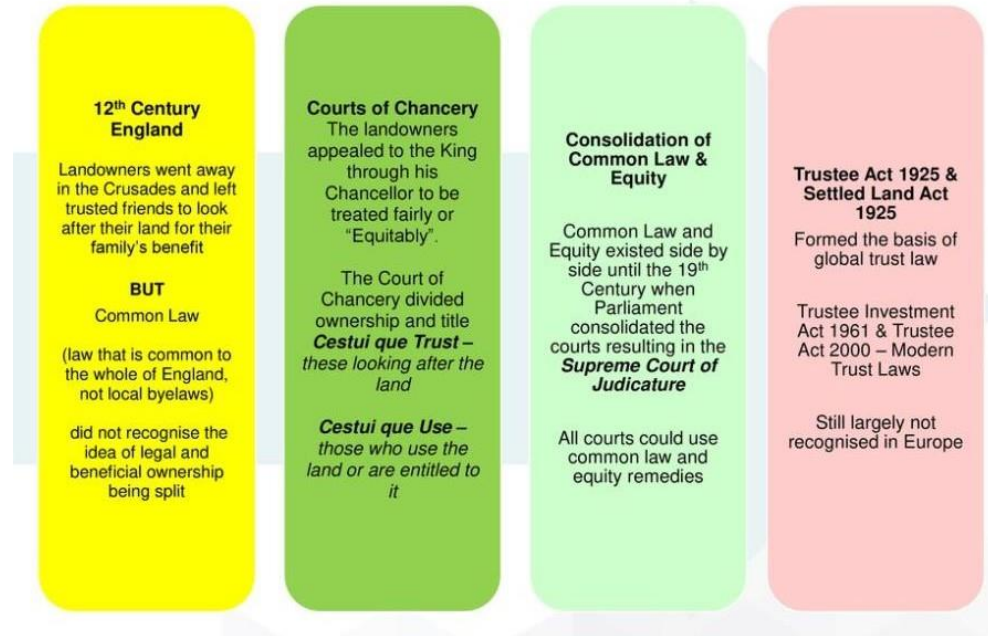 12th Century
England
Landowners went away
in the Crusades and left
trusted friends to look
after their land for their
family's benefit
BUT
Common Law
(law that is common to
the whole of England,
not local byelaws)
did not recognise the
idea of legal and
beneficial ownership
being split
Courts of Chancery
The landowners
appealed to the King
through his
Chancellor to be
treated fairly or
“Equitably”.
The Court of
Chancery divided
ownership and title
Cestui que Trust –
these looking after the
land
Cestui que Use –
those who use the
land or are entitled to
it
Consolidation of
Common Law &
Equity
Common Law and
Equity existed side by
side until the 19th
Century when
Parliament
consolidated the
courts resulting in the
Supreme Court of
Judicature
All courts could use
common law and
equity remedies
Trustee Act 1925 &
Settled Land Act
1925
Formed the basis of
global trust law
Trustee Investment
Act 1961 & Trustee
Act 2000 – Modern
Trust Laws
Still largely not
recognised in Europe